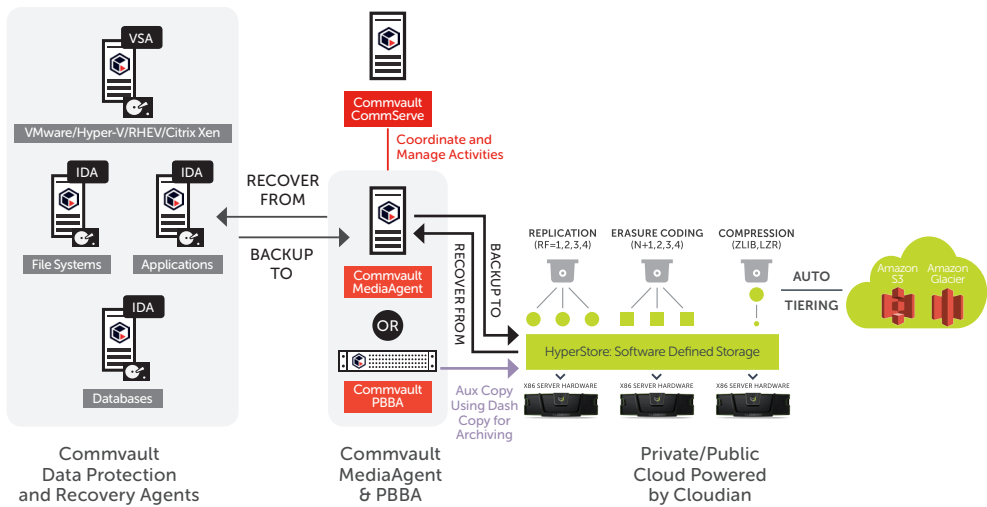 VSA
VMware/Hyper-V/RHEV/Citrix Xen
IDA
File Systems
IDA
Applications
IDA
Databases
Commvault
Data Protection
and Recovery Agents
RECOVER
FROM
BACKUP
TO
Commvault
CommServe
Coordinate and
Manage Activities
Commvault
MediaAgent
OR
Commvault
PBBA
Commvault
MediaAgent
& PBBA
BACKUP TO
RECOVER FROM
Aux Copy
Using Dash
Copy for
Archiving
REPLICATION
(RF=1,2,3,4)
ERASURE CODING
(N+1,2,3,4)
COMPRESSION
(ZLIB,LZR)
HyperStore: Software Defined Storage
X86 SERVER HARDWARE
X86 SERVER HARDWARE
X86 SERVER HARDWARE
AUTO
TIERING
Amazon
S3
Amazon
Glacier
Private/Public
Cloud Powered
by Cloudian